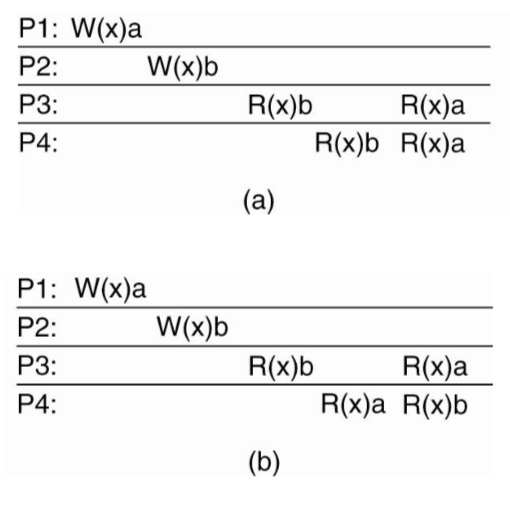 P1: W(x)a
P2: W(x)b
P3: R(x)b R(x)a
P4: R(x)b R(x)a
(a)
P1: W(x)a
P2: W(x)b
P3: R(x)b R(x)a
P4: R(x)a R(x)b
(b)